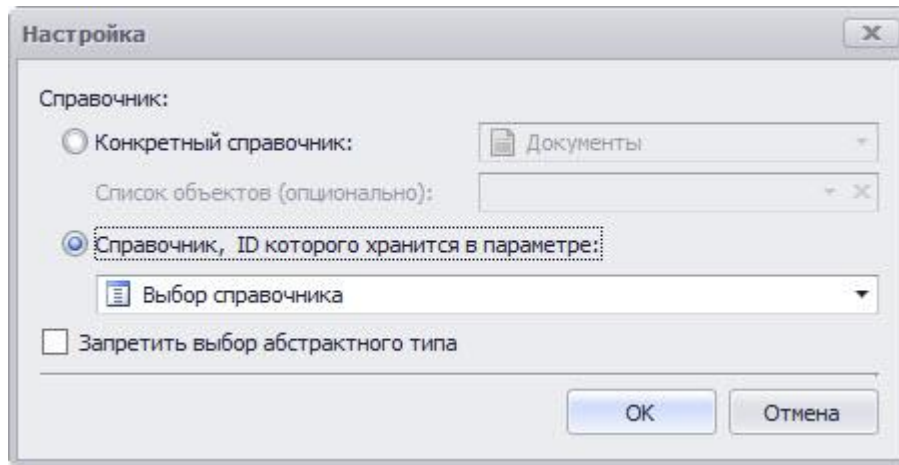 Настройка
Справочник:
Конкретный справочник: Документы
Список объектов (опционально):
Справочник, ID которого хранится в параметре:
Выбор справочника
Запретить выбор абстрактного типа
OK Отмена